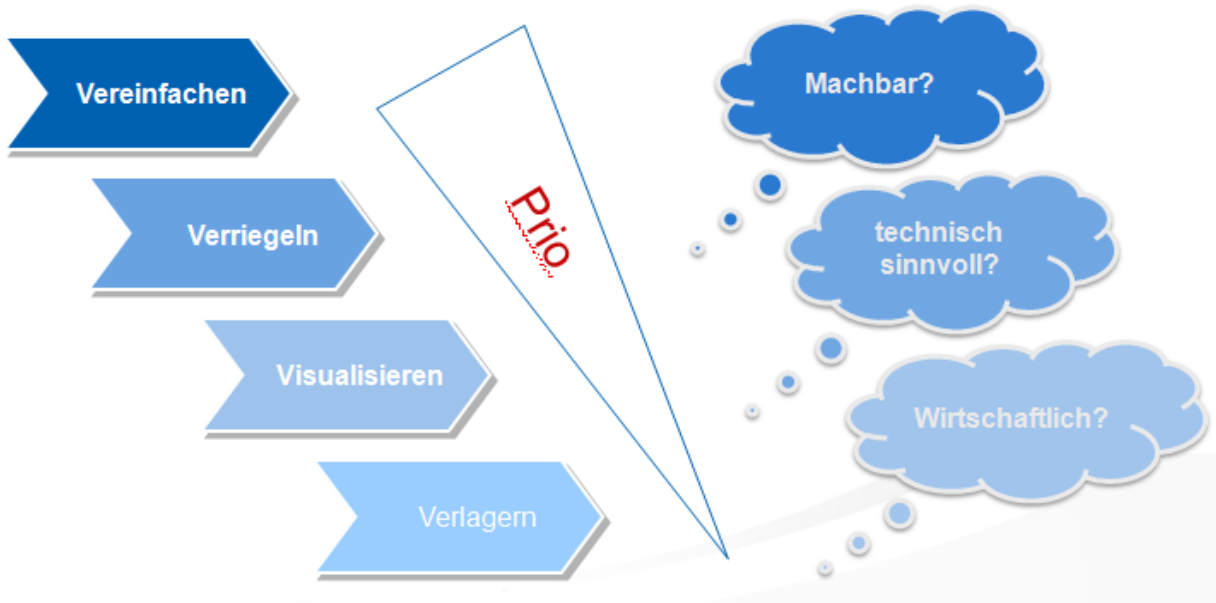 Vereinfachen
Verriegeln
Visualisieren
Verlagern
Prio
Machbar?
technisch
sinnvoll?
Wirtschaftlich?